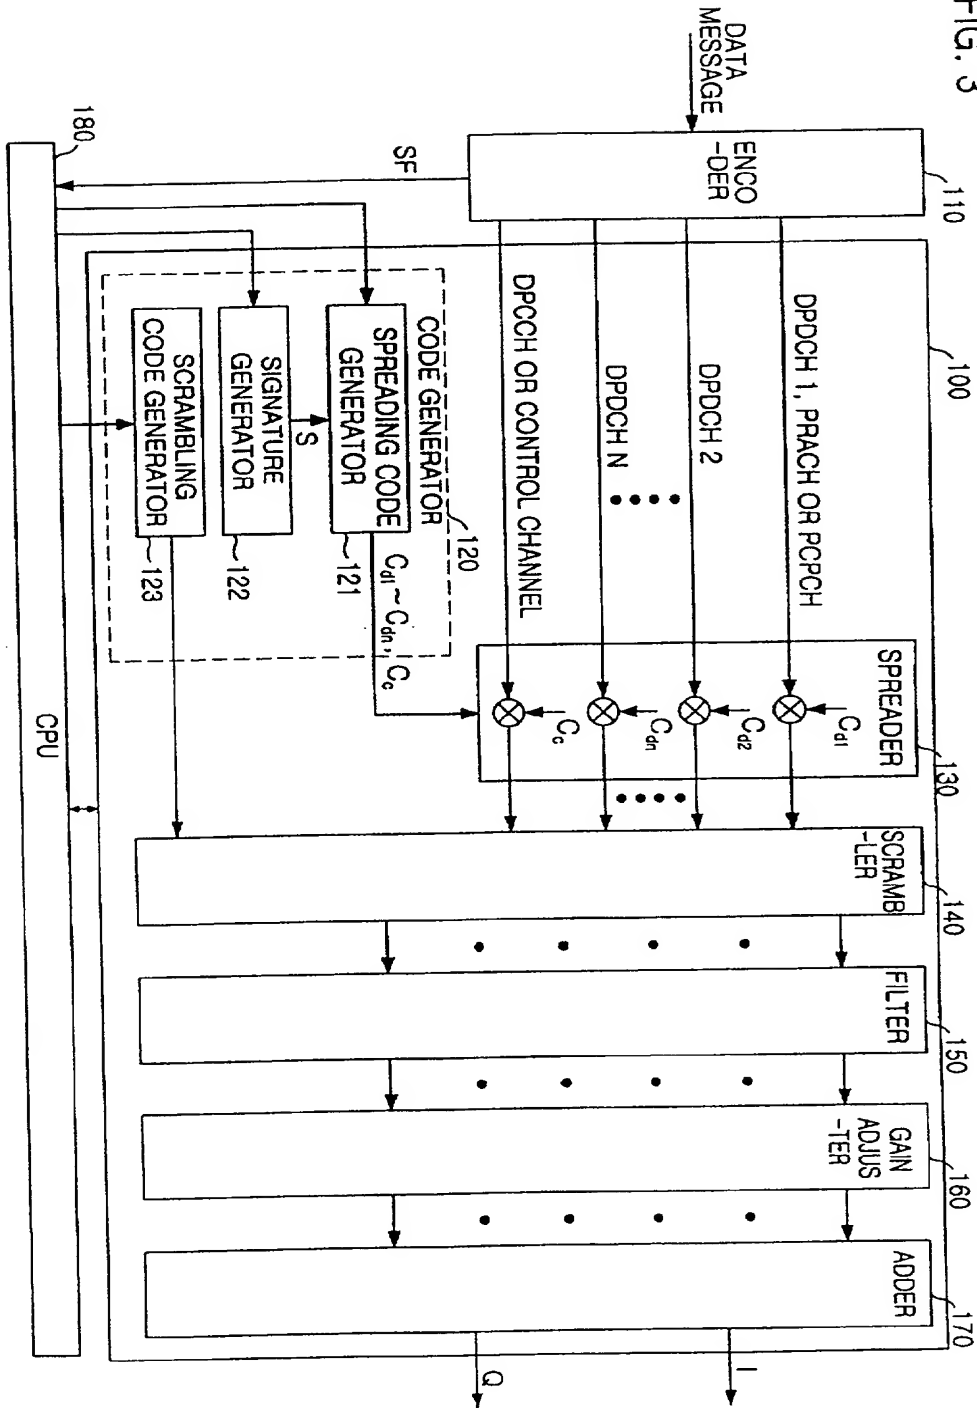 FIG. 3
DATA
MESSAGE
ENCO
-DER
110
SF
180
CPU
100
DPDCH 1, PRACH OR PCPCH
DPDCH 2
DPDCH N
DPCCH OR CONTROL CHANNEL
CODE GENERATOR
120
SPREADING CODE
GENERATOR
121
S
SIGNATURE
GENERATOR
122
SCRAMBLING
CODE GENERATOR
123
Cd1 ~ Cdn, Cc
SPREADER
130
Cd1
Cd2
Cdn
Cc
SCRAMB
-LER
140
FILTER
150
GAIN
ADJUS
-TER
160
ADDER
170
I
Q